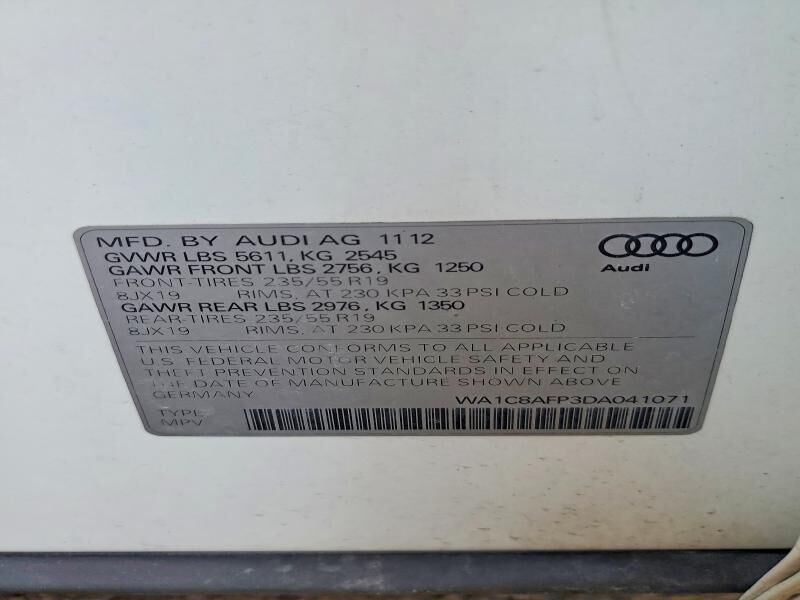 MFD. BY AUDI AG 11 12
GVWR LBS 5611, KG 2545
GAWR FRONT LBS 2756, KG 1250
FRONT-TIRES 235/55 R19
8JX19 RIMS, AT 230 KPA 33 PSI COLD
GAWR REAR LBS 2976, KG 1350
REAR-TIRES 235/55 R19
8JX19 RIMS, AT 230 KPA 33 PSI COLD
Audi
THIS VEHICLE CONFORMS TO ALL APPLICABLE
U.S. FEDERAL MOTOR VEHICLE SAFETY AND
THEFT PREVENTION STANDARDS IN EFFECT ON
THE DATE OF MANUFACTURE SHOWN ABOVE
GERMANY WA1C8AFP3DA041071
TYPE
MPV